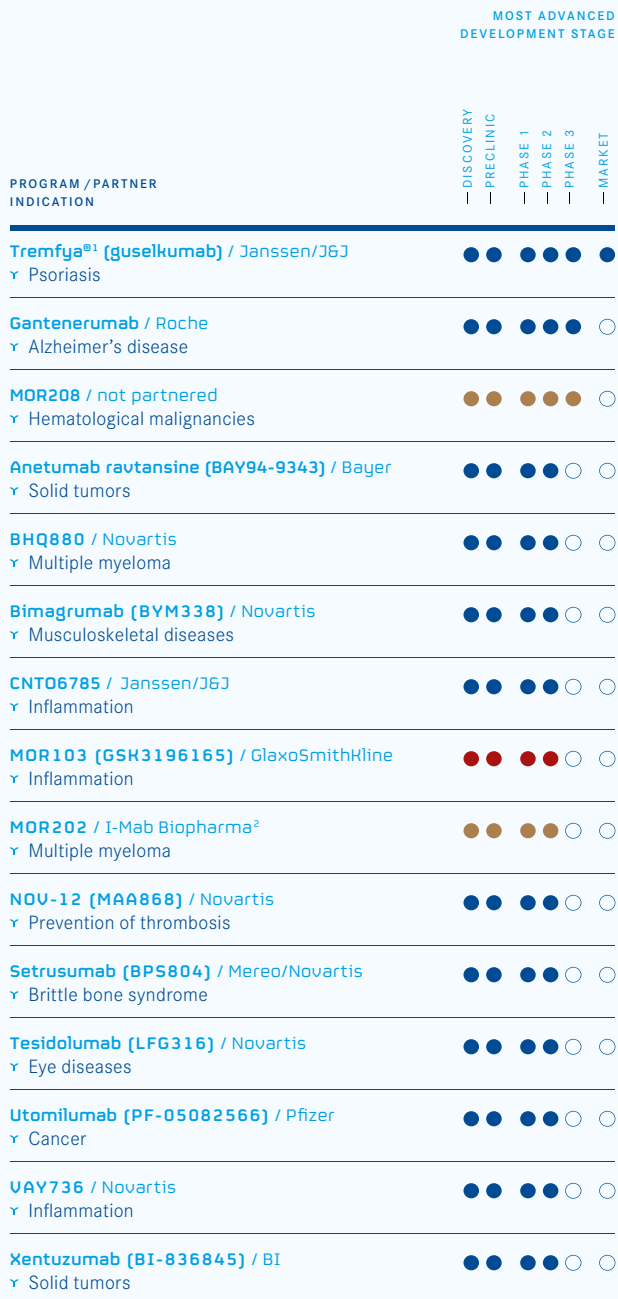 MOST ADVANCED
DEVELOPMENT STAGE
DISCOVERY
PRECLINIC
PHASE 1
PHASE 2
PHASE 3
MARKET
PROGRAM / PARTNER
INDICATION
Tremfya®¹ (guselkumab) / Janssen/J&J
Psoriasis
Gantenerumab / Roche
Alzheimer’s disease
MOR208 / not partnered
Hematological malignancies
Anetumab ravtansine (BAY94-9343) / Bayer
Solid tumors
BHQ880 / Novartis
Multiple myeloma
Bimagrumab (BYM338) / Novartis
Musculoskeletal diseases
CNTO6785 / Janssen/J&J
Inflammation
MOR103 (GSK3196165) / GlaxoSmithKline
Inflammation
MOR202 / I-Mab Biopharma²
Multiple myeloma
NOV-12 (MAA868) / Novartis
Prevention of thrombosis
Setrusumab (BPS804) / Mereo/Novartis
Brittle bone syndrome
Tesidolumab (LFG316) / Novartis
Eye diseases
Utomilumab (PF-05082566) / Pfizer
Cancer
VAY736 / Novartis
Inflammation
Xentuzumab (BI-836845) / BI
Solid tumors